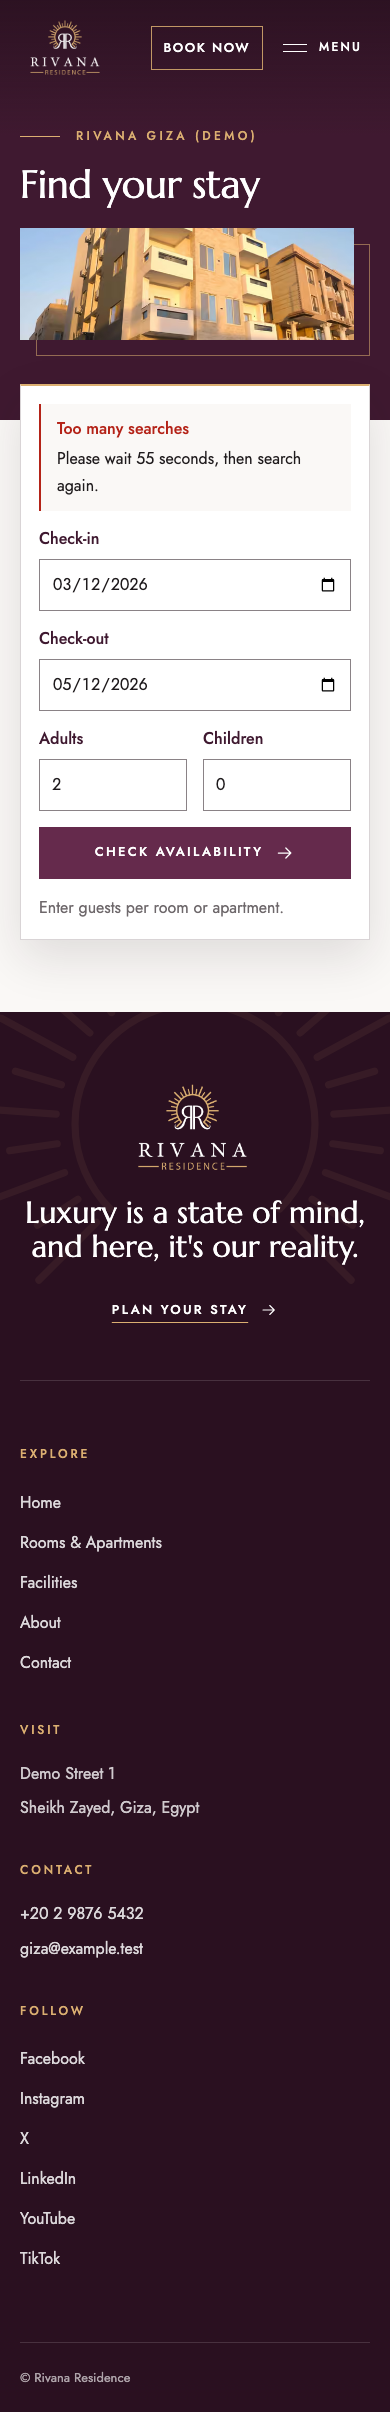 RIVANA
RESIDENCE
BOOK NOW
MENU
RIVANA GIZA (DEMO)
Find your stay
Too many searches
Please wait 55 seconds, then search
again.
Check-in
03/12/2026
Check-out
05/12/2026
Adults
Children
2
0
CHECK AVAILABILITY
Enter guests per room or apartment.
RIVANA
RESIDENCE
Luxury is a state of mind,
and here, it's our reality.
PLAN YOUR STAY
EXPLORE
Home
Rooms & Apartments
Facilities
About
Contact
VISIT
Demo Street 1
Sheikh Zayed, Giza, Egypt
CONTACT
+20 2 9876 5432
giza@example.test
FOLLOW
Facebook
Instagram
X
LinkedIn
YouTube
TikTok
© Rivana Residence